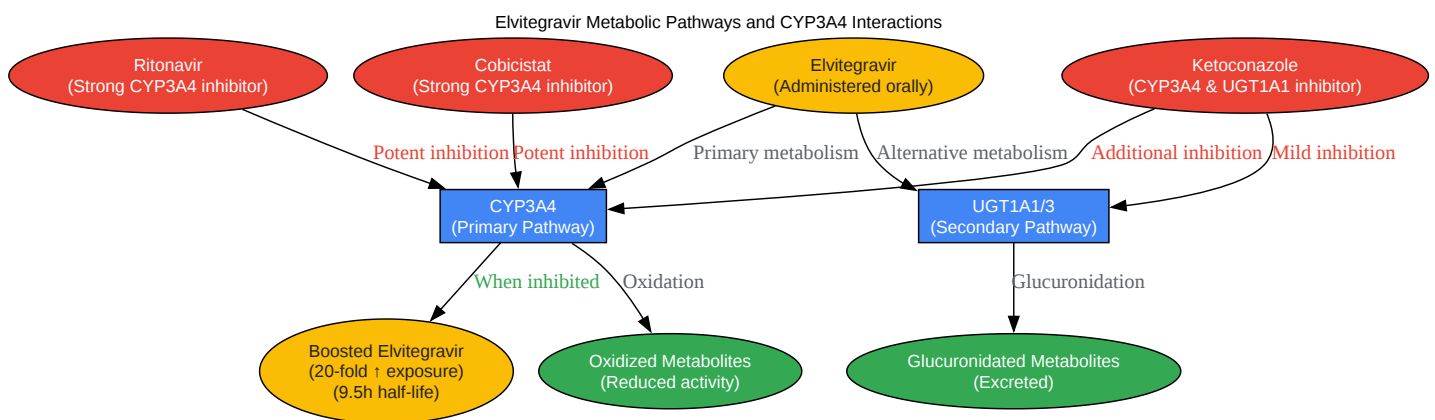 Elvitegravir Metabolic Pathways and CYP3A4 Interactions
Ritonavir
(Strong CYP3A4 inhibitor)
Cobicistat
(Strong CYP3A4 inhibitor)
Elvitegravir
(Administered orally)
Ketoconazole
(CYP3A4 & UGT1A1 inhibitor)
Potent inhibition
Potent inhibition
Primary metabolism
Alternative metabolism
Additional inhibition
Mild inhibition
CYP3A4
(Primary Pathway)
UGT1A1/3
(Secondary Pathway)
When inhibited
Oxidation
Glucuronidation
Boosted Elvitegravir
(20-fold ↑ exposure)
(9.5h half-life)
Oxidized Metabolites
(Reduced activity)
Glucuronidated Metabolites
(Excreted)